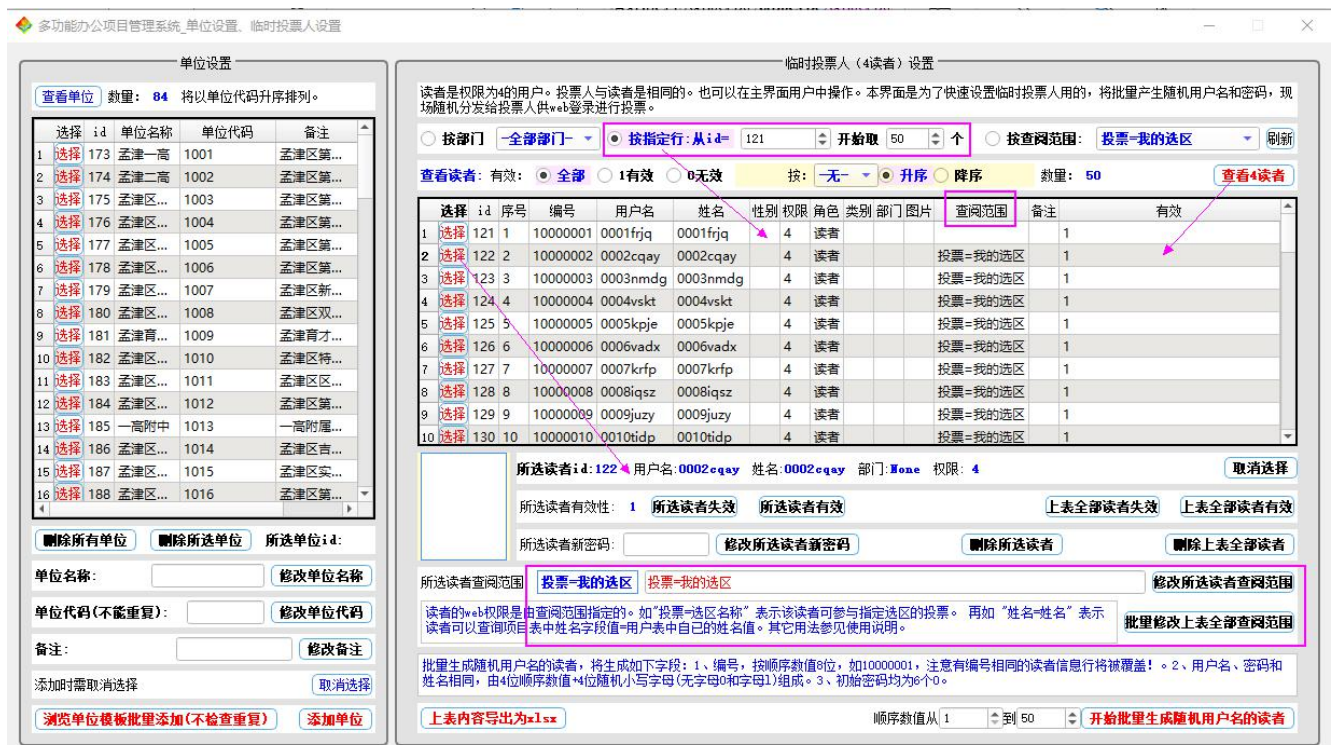 多功能办公项目管理系统_单位设置、临时投票人设置
单位设置
查看单位 数量: 84 将以单位代码升序排列。
选择 id 单位名称 单位代码 备注
1 选择 173 孟津一高 1001 孟津区第...
2 选择 174 孟津二高 1002 孟津区第...
3 选择 175 孟津区... 1003 孟津区第...
4 选择 176 孟津区... 1004 孟津区第...
5 选择 177 孟津区... 1005 孟津区第...
6 选择 178 孟津区... 1006 孟津区第...
7 选择 179 孟津区... 1007 孟津区新...
8 选择 180 孟津区... 1008 孟津区双...
9 选择 181 孟津育... 1009 孟津育才...
10 选择 182 孟津区... 1010 孟津区特...
11 选择 183 孟津区... 1011 孟津区区...
12 选择 184 孟津区... 1012 孟津区第...
13 选择 185 一高附中 1013 一高附属...
14 选择 186 孟津区... 1014 孟津区吉...
15 选择 187 孟津区... 1015 孟津区实...
16 选择 188 孟津区... 1016 孟津区第...
删除所有单位 删除所选单位 所选单位id:
单位名称: 修改单位名称
单位代码(不能重复): 修改单位代码
备注: 修改备注
添加时需取消选择 取消选择
浏览单位模板批量添加(不检查重复) 添加单位
临时投票人（4读者）设置
读者是权限为4的用户。投票人与读者是相同的。也可以在主界面用户中操作。本界面是为了快速设置临时投票人用的，将批量产生随机用户名和密码，现
场随机分发给投票人供web登录进行投票。
按部门 -全部部门- 按指定行:从id= 121 开始取 50 个 按查阅范围: 投票=我的选区 刷新
查看读者: 有效: 全部 1有效 0无效 按: -无- 升序 降序 数量: 50 查看4读者
选择 id 序号 编号 用户名 姓名 性别 权限 角色 类别 部门 图片 查阅范围 备注 有效
1 选择 121 1 10000001 0001frjq 0001frjq 4 读者 1
2 选择 122 2 10000002 0002cqay 0002cqay 4 读者 投票=我的选区 1
3 选择 123 3 10000003 0003nmdg 0003nmdg 4 读者 投票=我的选区 1
4 选择 124 4 10000004 0004vskt 0004vskt 4 读者 投票=我的选区 1
5 选择 125 5 10000005 0005kpje 0005kpje 4 读者 投票=我的选区 1
6 选择 126 6 10000006 0006vadx 0006vadx 4 读者 投票=我的选区 1
7 选择 127 7 10000007 0007krfp 0007krfp 4 读者 投票=我的选区 1
8 选择 128 8 10000008 0008iqsz 0008iqsz 4 读者 投票=我的选区 1
9 选择 129 9 10000009 0009juzy 0009juzy 4 读者 投票=我的选区 1
10 选择 130 10 10000010 0010tidp 0010tidp 4 读者 投票=我的选区 1
所选读者id:122 用户名:0002cqay 姓名:0002cqay 部门:None 权限: 4 取消选择
所选读者有效性: 1 所选读者失效 所选读者有效 上表全部读者失效 上表全部读者有效
所选读者新密码: 修改所选读者新密码 删除所选读者 删除上表全部读者
所选读者查阅范围 投票=我的选区 投票=我的选区 修改所选读者查阅范围
读者的web权限是由查阅范围指定的。如"投票=选区名称" 表示该读者可参与指定选区的投票。 再如 "姓名=姓名" 表示
读者可以查询项目表中姓名字段值=用户表中自己的姓名值。其它用法参见使用说明。
批量修改上表全部查阅范围
批量生成随机用户名的读者，将生成如下字段：1、编号，按顺序数值8位，如10000001，注意有编号相同的读者信息行将被覆盖！。2、用户名、密码和
姓名相同，由4位顺序数值+4位随机小写字母(无字母o和字母l)组成。3、初始密码均为6个0。
上表内容导出为xlsx 顺序数值从 1 到 50 开始批量生成随机用户名的读者